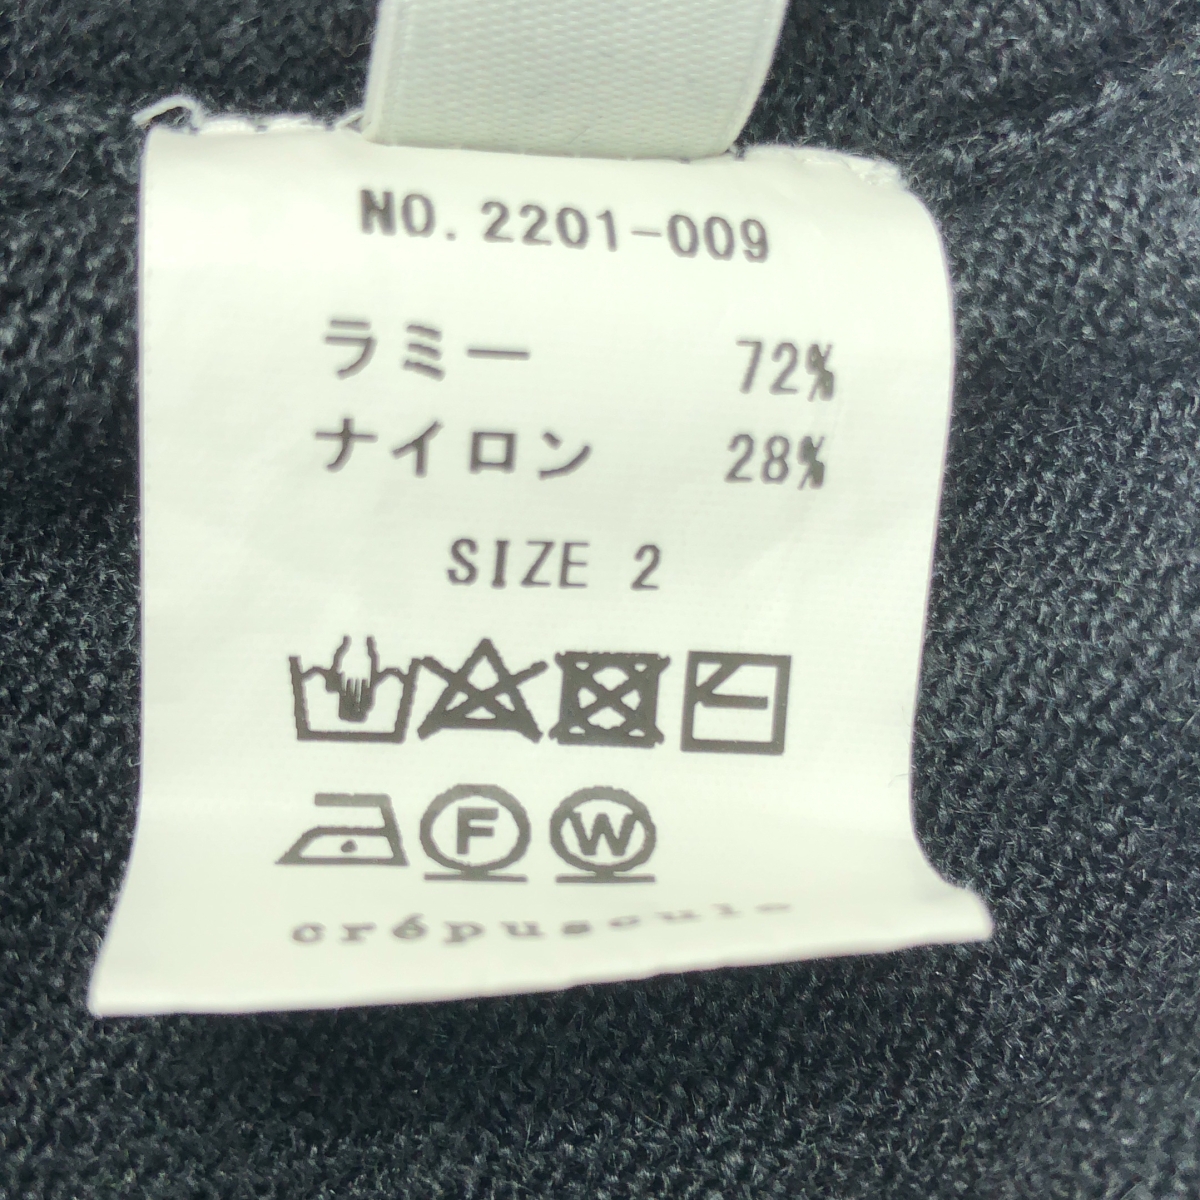 NO.2201-009
ラミー 72%
ナイロン 28%
SIZE 2
F W
crépuscule